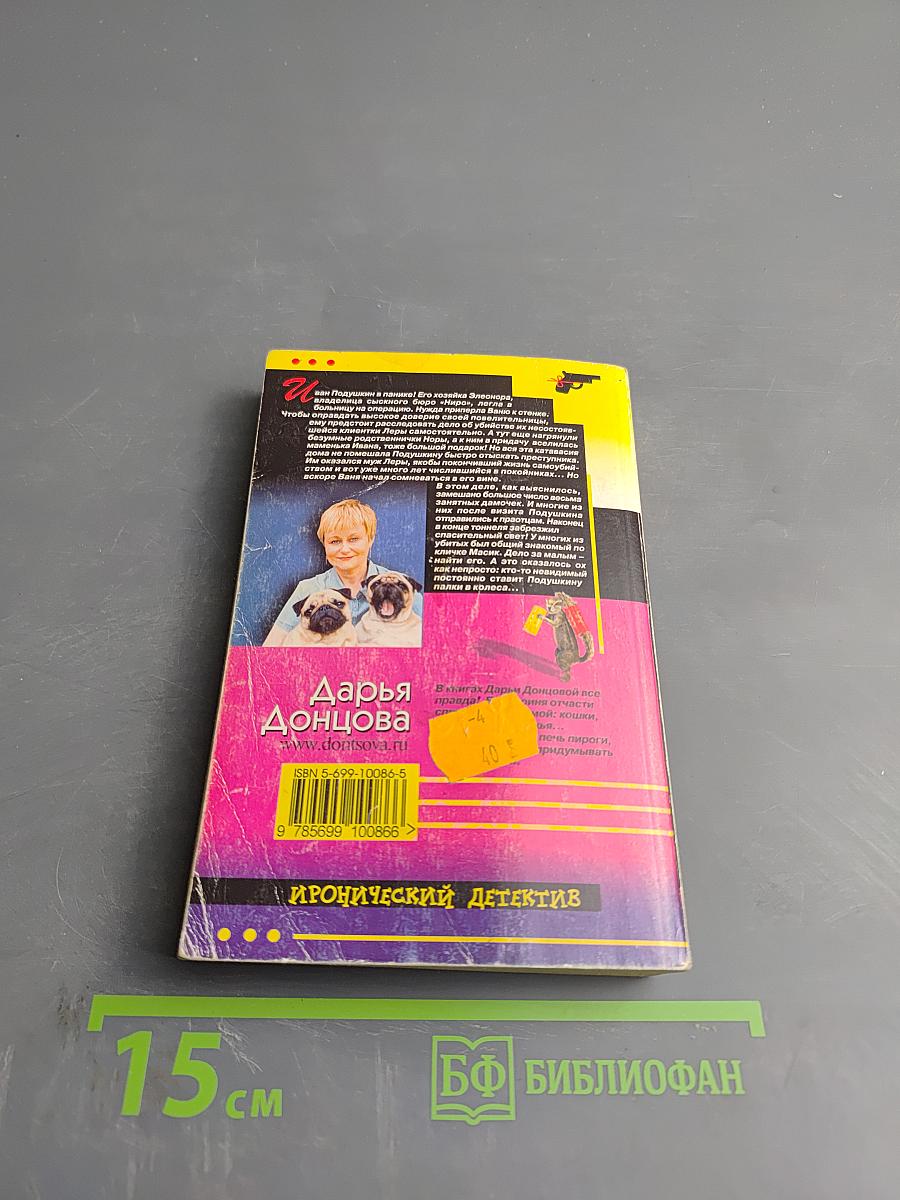 Иван Подушкин в панике! Его хозяйка Элеонора,
владелица сыскного бюро «Ниро», легла в
больницу на операцию. Нужда приперла Ваню к стенке.
Чтобы оправдать высокое доверие своей повелительницы,
ему предстоит расследовать дело об убийстве их несостояв-
шейся клиентки Леры самостоятельно. А тут еще нагрянули
безумные родственнички Норы, а к ним в придачу вселилась
маменька Ивана, тоже большой подарок! Но вся эта катавасия
дома не помешала Подушкину быстро отыскать преступника.
Им оказался муж Леры, якобы покончивший жизнь самоубий-
ством и вот уже много лет числившийся в покойниках... Но
вскоре Ваня начал сомневаться в его вине.
В этом деле, как выяснилось,
замешано большое число весьма
занятных дамочек. И многие из
них после визита Подушкина
отправились к праотцам. Наконец
в конце тоннеля забрезжил
спасительный свет! У многих из
убитых был общий знакомый по
кличке Масик. Дело за малым –
найти его. А это оказалось ох
как непросто: кто-то невидимый
постоянно ставит Подушкину
палки в колеса...
Дарья
Донцова
www.dontsova.ru
В книгах Дарьи Донцовой все
правда! отчасти
кошки,
печь пироги,
придумывать
-4
40
ISBN 5-699-10086-5
9 785699 100866 >
ИРОНИЧЕСКИЙ ДЕТЕКТИВ
15 см
БФ БИБЛИОФАН